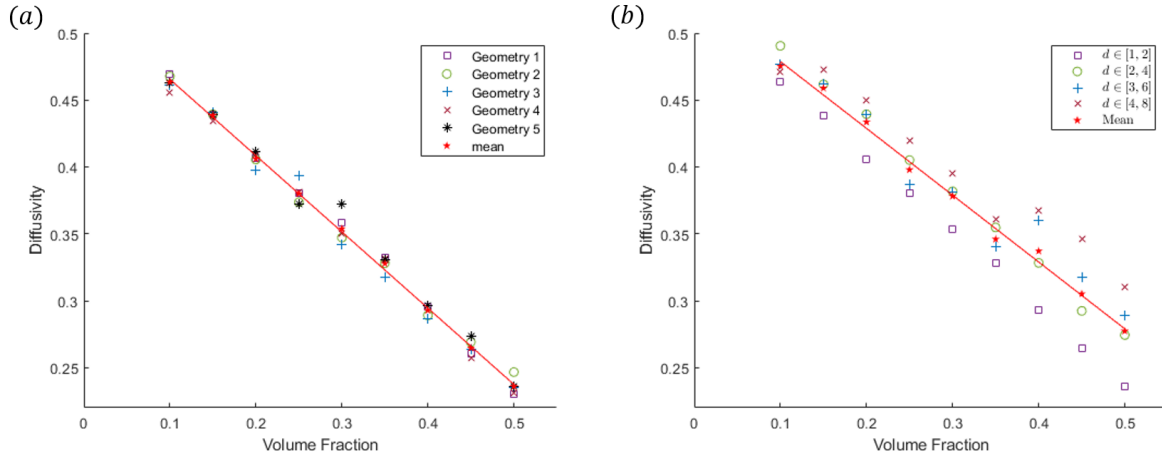 (a)
0.5
0.45
0.4
0.35
0.3
0.25
Diffusivity
0.1 0.2 0.3 0.4 0.5
Volume Fraction
Geometry 1
Geometry 2
Geometry 3
Geometry 4
Geometry 5
mean
(b)
0.5
0.45
0.4
0.35
0.3
0.25
Diffusivity
0.1 0.2 0.3 0.4 0.5
Volume Fraction
d ∈ [1, 2]
d ∈ [2, 4]
d ∈ [3, 6]
d ∈ [4, 8]
Mean